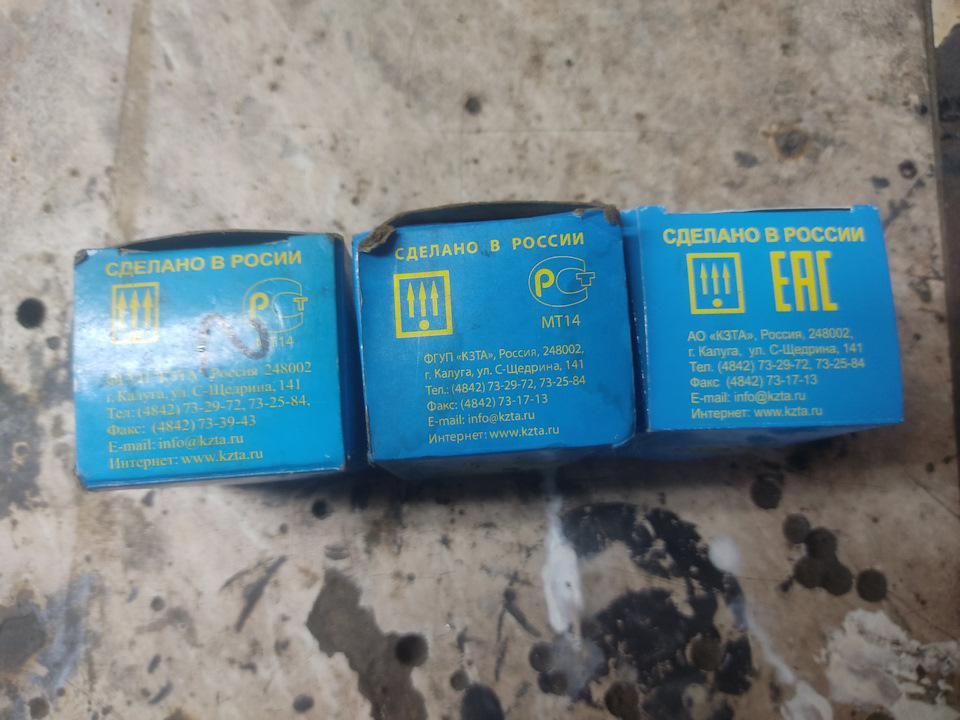 СДЕЛАНО В РОСИИ
РСТ
МТ14
ФГУП "КЗТА" Россия 248002
г. Калуга, ул. С-Щедрина, 141
Тел: (4842) 73-29-72, 73-25-84,
Факс: (4842) 73-39-43
E-mail: info@kzta.ru
Интернет: www.kzta.ru
СДЕЛАНО В РОССИИ
РСТ
МТ14
ФГУП «КЗТА», Россия, 248002,
г. Калуга, ул. С-Щедрина, 141
Тел.: (4842) 73-29-72, 73-25-84
Факс: (4842) 73-17-13
E-mail: info@kzta.ru
Интернет: www.kzta.ru
СДЕЛАНО В РОССИИ
ЕАС
АО «КЗТА», Россия, 248002,
г. Калуга, ул. С-Щедрина, 141
Тел. (4842) 73-29-72, 73-25-84
Факс (4842) 73-17-13
E-mail: info@kzta.ru
Интернет: www.kzta.ru